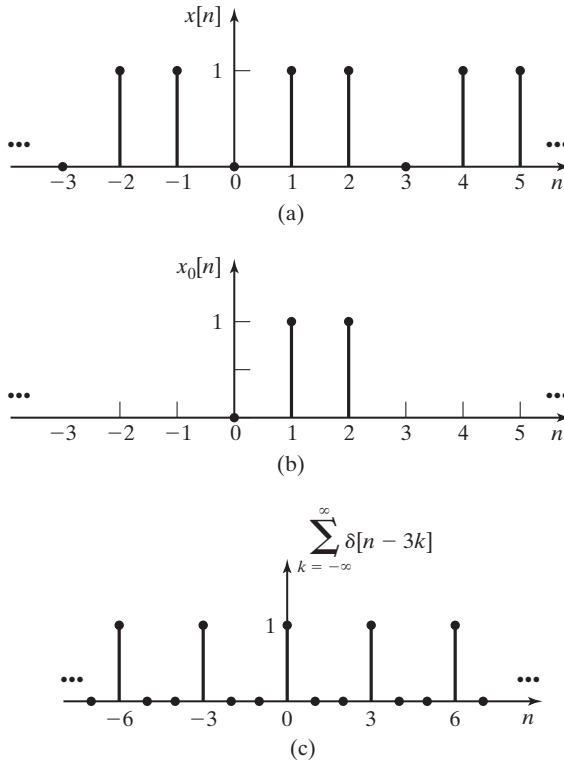 x[n]
1
••• •••
−3 −2 −1 0 1 2 3 4 5 n
(a)
x₀[n]
1
••• •••
−3 −2 −1 0 1 2 3 4 5 n
(b)
∞
∑ δ[n − 3k]
k = −∞
1
••• •••
−6 −3 0 3 6 n
(c)